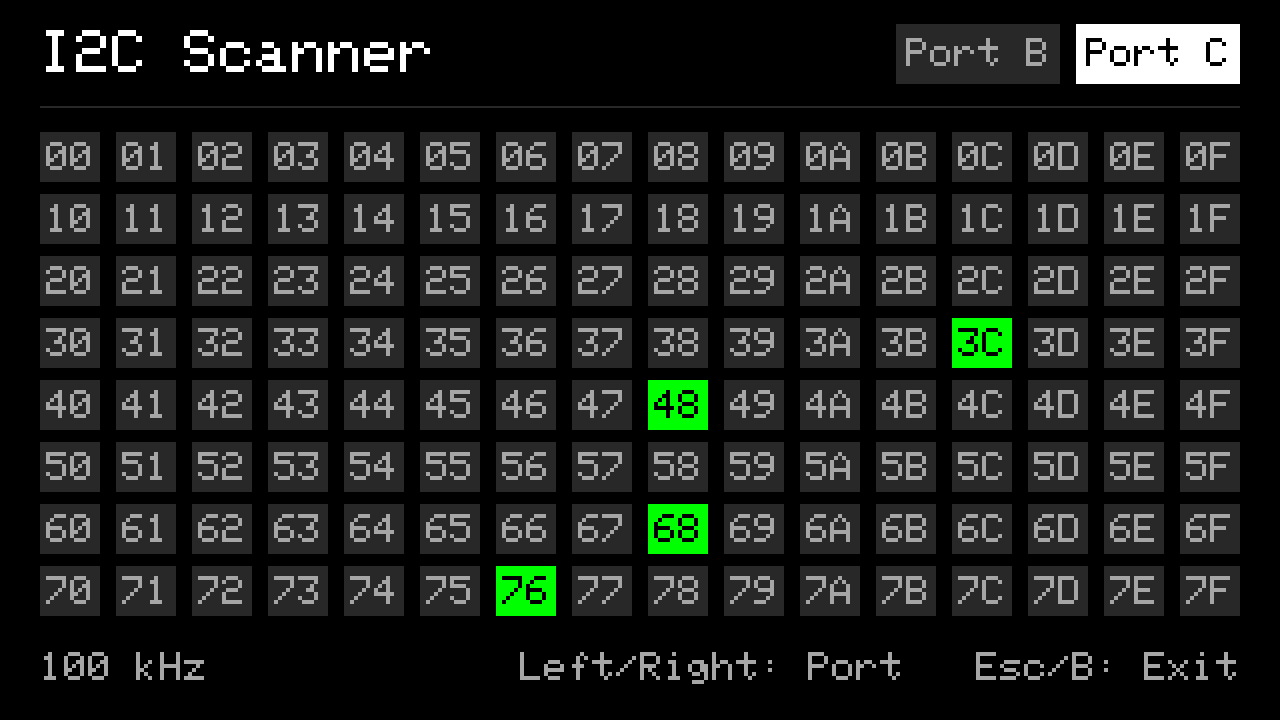 I2C Scanner Port B Port C
00 01 02 03 04 05 06 07 08 09 0A 0B 0C 0D 0E 0F
10 11 12 13 14 15 16 17 18 19 1A 1B 1C 1D 1E 1F
20 21 22 23 24 25 26 27 28 29 2A 2B 2C 2D 2E 2F
30 31 32 33 34 35 36 37 38 39 3A 3B 3C 3D 3E 3F
40 41 42 43 44 45 46 47 48 49 4A 4B 4C 4D 4E 4F
50 51 52 53 54 55 56 57 58 59 5A 5B 5C 5D 5E 5F
60 61 62 63 64 65 66 67 68 69 6A 6B 6C 6D 6E 6F
70 71 72 73 74 75 76 77 78 79 7A 7B 7C 7D 7E 7F
100 kHz Left/Right: Port Esc/B: Exit